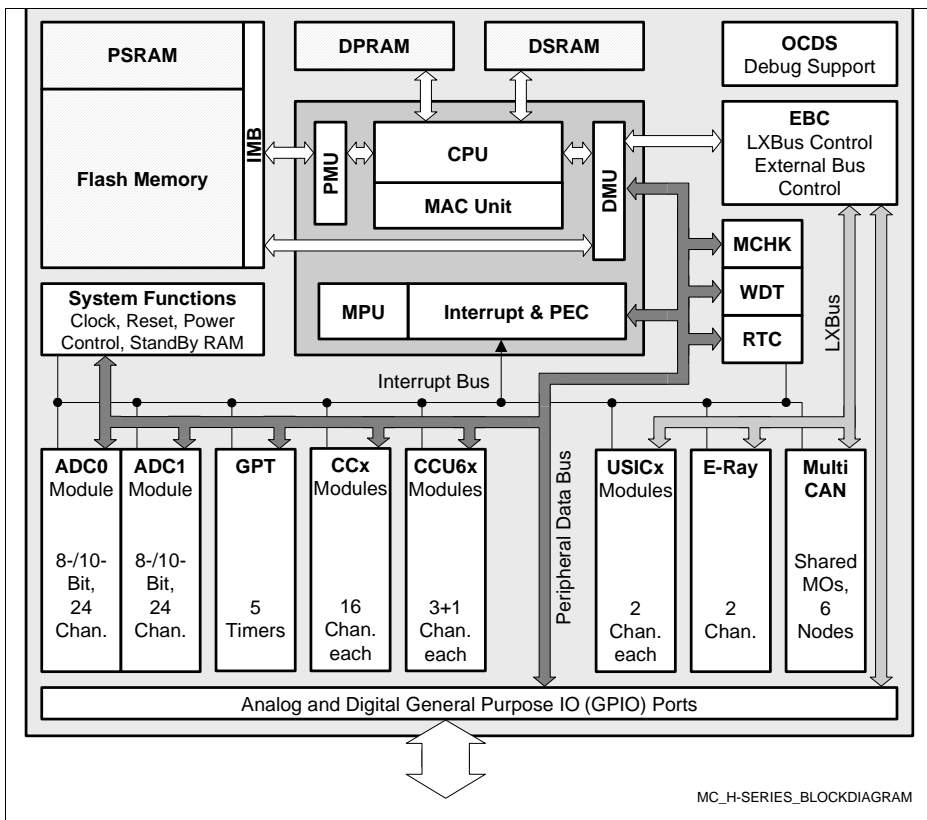 PSRAM
Flash Memory
IMB
DPRAM
DSRAM
OCDS
Debug Support
EBC
LXBus Control
External Bus
Control
PMU
CPU
MAC Unit
DMU
MCHK
WDT
RTC
LXBus
System Functions
Clock, Reset, Power
Control, StandBy RAM
MPU
Interrupt & PEC
Interrupt Bus
Peripheral Data Bus
ADC0
Module
8-/10-
Bit,
24
Chan.
ADC1
Module
8-/10-
Bit,
24
Chan.
GPT
5
Timers
CCx
Modules
16
Chan.
each
CCU6x
Modules
3+1
Chan.
each
USICx
Modules
2
Chan.
each
E-Ray
2
Chan.
Multi
CAN
Shared
MOs,
6
Nodes
Analog and Digital General Purpose IO (GPIO) Ports
MC_H-SERIES_BLOCKDIAGRAM